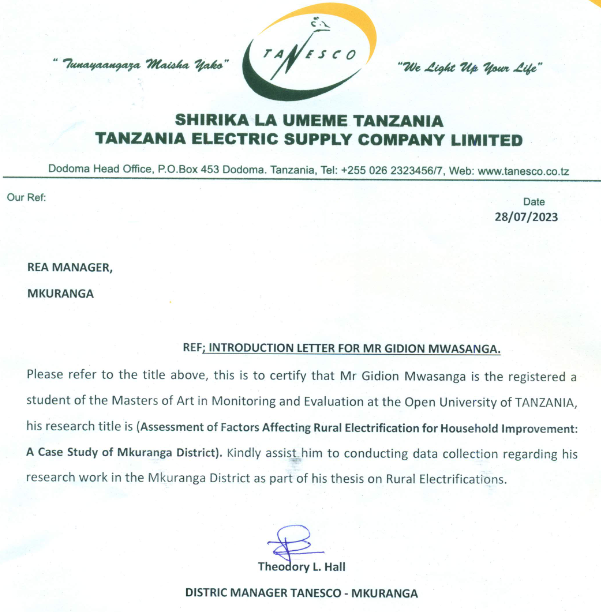 " Tunayaangaza Maisha Yako"
TANESCO
"We Light Up Your Life"
SHIRIKA LA UMEME TANZANIA
TANZANIA ELECTRIC SUPPLY COMPANY LIMITED
Dodoma Head Office, P.O.Box 453 Dodoma. Tanzania, Tel: +255 026 2323456/7, Web: www.tanesco.co.tz
Our Ref:
Date
28/07/2023
REA MANAGER,
MKURANGA
REF; INTRODUCTION LETTER FOR MR GIDION MWASANGA.
Please refer to the title above, this is to certify that Mr Gidion Mwasanga is the registered a
student of the Masters of Art in Monitoring and Evaluation at the Open University of TANZANIA,
his research title is (Assessment of Factors Affecting Rural Electrification for Household Improvement:
A Case Study of Mkuranga District). Kindly assist him to conducting data collection regarding his
research work in the Mkuranga District as part of his thesis on Rural Electrifications.
Theodory L. Hall
DISTRIC MANAGER TANESCO - MKURANGA